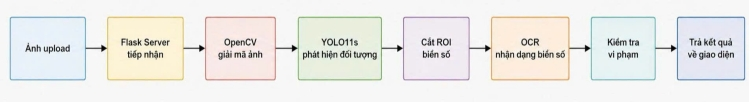 Ảnh upload
Flask Server
tiếp nhận
OpenCV
giải mã ảnh
YOLO11s
phát hiện đối tượng
Cắt ROI
biển số
OCR
nhận dạng biển số
Kiểm tra
vi phạm
Trả kết quả
về giao diện